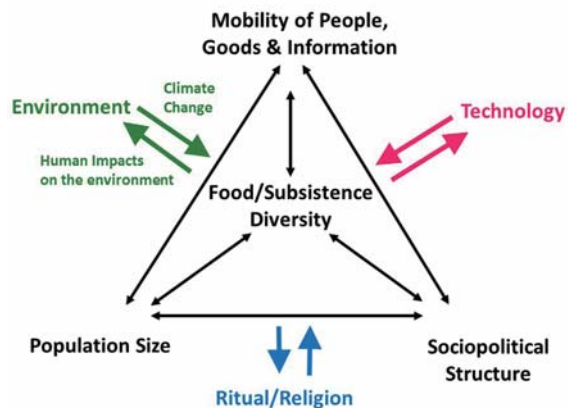 Mobility of People,
Goods & Information
Climate
Change
Environment
Technology
Human Impacts
on the environment
Food/Subsistence
Diversity
Population Size
Sociopolitical
Structure
Ritual/Religion